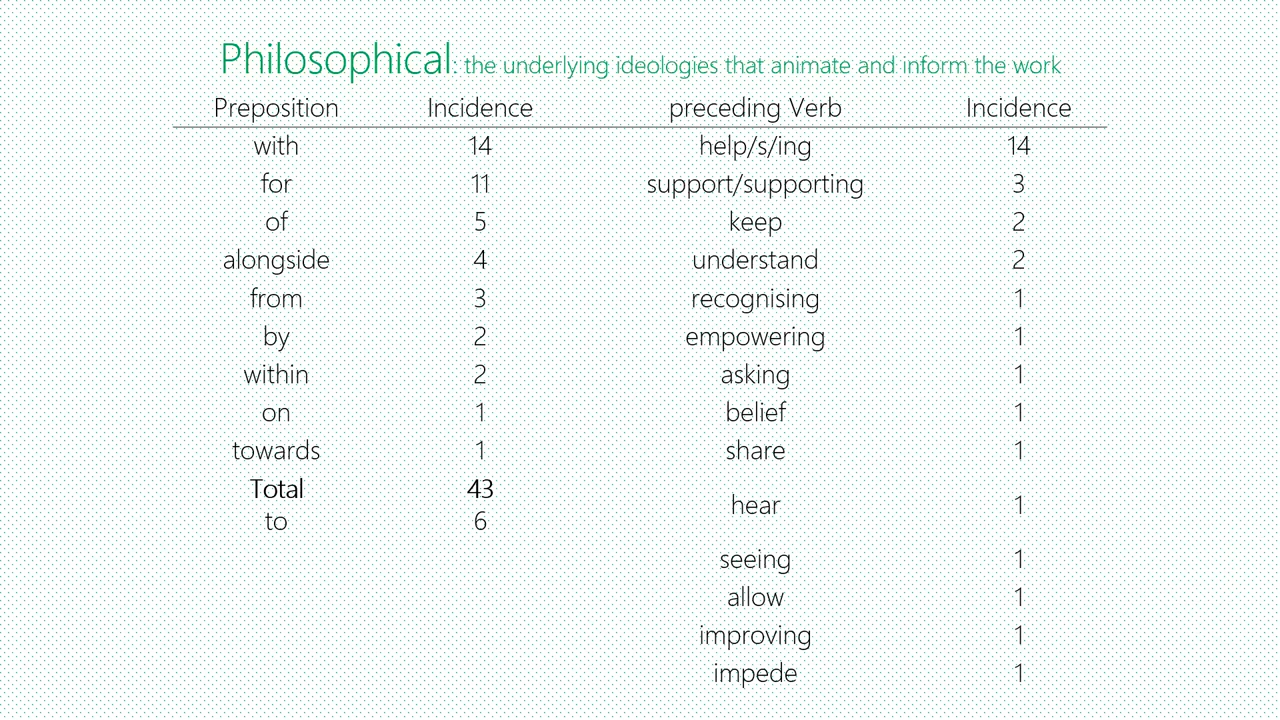 Philosophical: the underlying ideologies that animate and inform the work
Preposition Incidence preceding Verb Incidence
with 14 help/s/ing 14
for 11 support/supporting 3
of 5 keep 2
alongside 4 understand 2
from 3 recognising 1
by 2 empowering 1
within 2 asking 1
on 1 belief 1
towards 1 share 1
Total 43
hear 1
to 6
seeing 1
allow 1
improving 1
impede 1